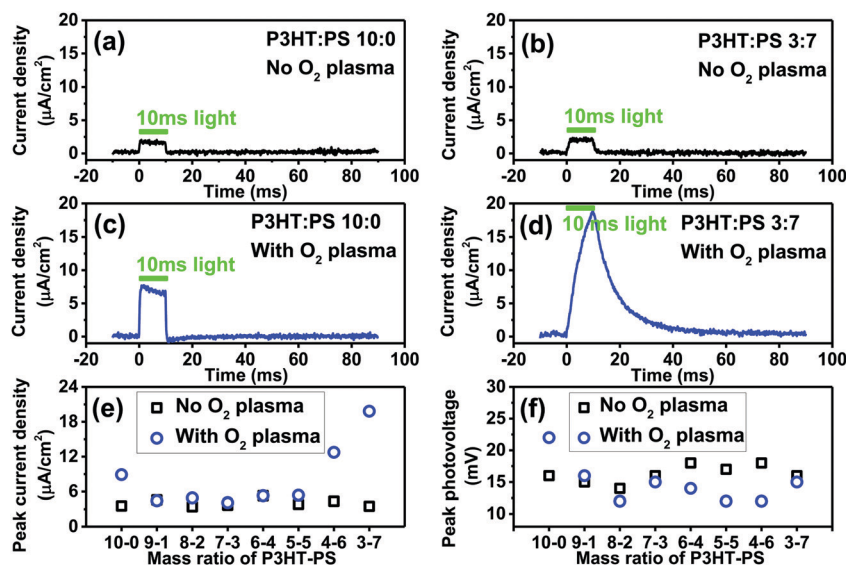 (a)
P3HT:PS 10:0
No O₂ plasma
10ms light
Current density
(μA/cm²)
20
15
10
5
0
-20 0 20 40 60 80 100
Time (ms)
(b)
P3HT:PS 3:7
No O₂ plasma
10ms light
Current density
(μA/cm²)
20
15
10
5
0
-20 0 20 40 60 80 100
Time (ms)
(c)
P3HT:PS 10:0
With O₂ plasma
10ms light
Current density
(μA/cm²)
20
15
10
5
0
-20 0 20 40 60 80 100
Time (ms)
(d)
P3HT:PS 3:7
With O₂ plasma
10 ms light
Current density
(μA/cm²)
20
15
10
5
0
-20 0 20 40 60 80 100
Time (ms)
(e)
No O₂ plasma
With O₂ plasma
Peak current density
(μA/cm²)
24
18
12
6
0
10-0 9-1 8-2 7-3 6-4 5-5 4-6 3-7
Mass ratio of P3HT-PS
(f)
No O₂ plasma
With O₂ plasma
Peak photovoltage
(mV)
30
25
20
15
10
10-0 9-1 8-2 7-3 6-4 5-5 4-6 3-7
Mass ratio of P3HT-PS